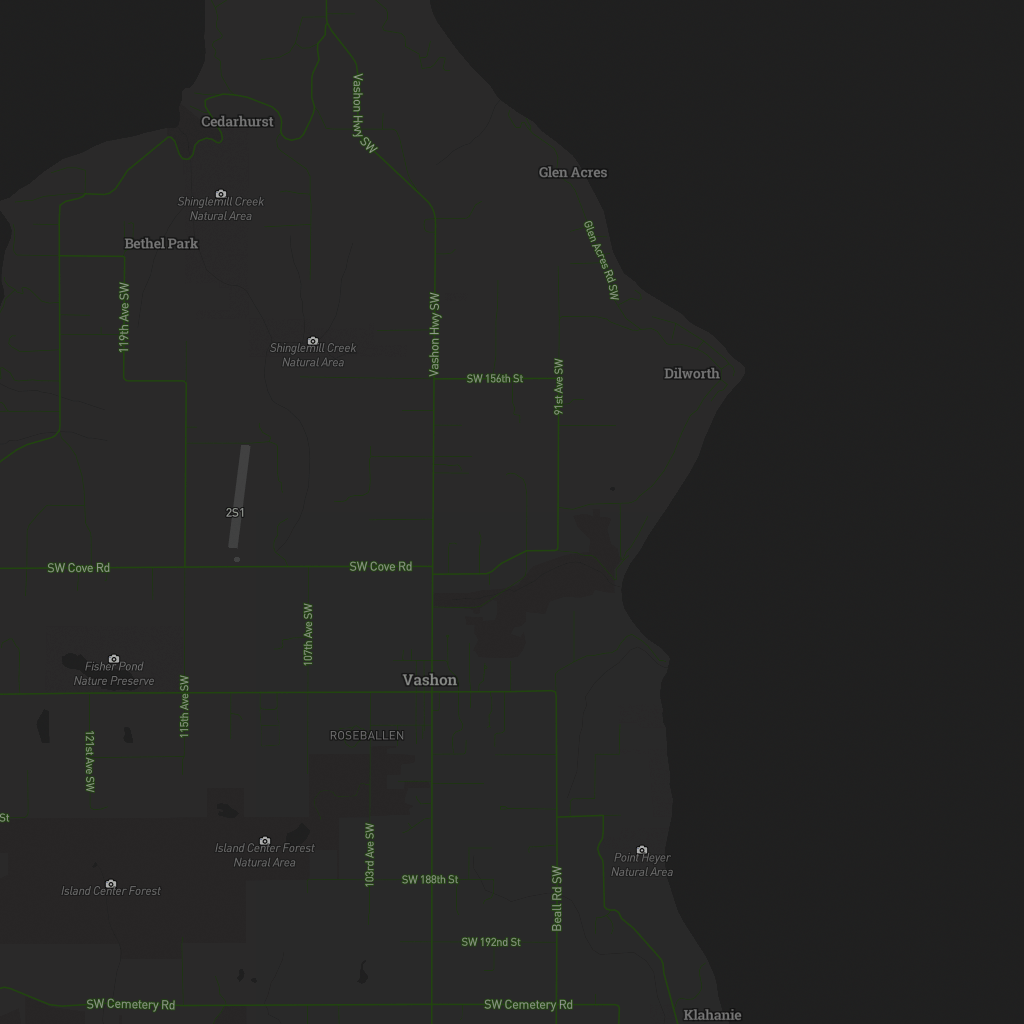 Vashon Hwy SW
Cedarhurst
Glen Acres
Shinglemill Creek
Natural Area
Bethel Park
Glen Acres Rd SW
119th Ave SW
Vashon Hwy SW
Shinglemill Creek
Natural Area
SW 156th St
91st Ave SW
Dilworth
2S1
SW Cove Rd
SW Cove Rd
107th Ave SW
Fisher Pond
Nature Preserve
Vashon
115th Ave SW
121st Ave SW
ROSEBALLEN
St
Island Center Forest
Natural Area
103rd Ave SW
Point Heyer
Natural Area
Island Center Forest
SW 188th St
Beall Rd SW
SW 192nd St
SW Cemetery Rd
SW Cemetery Rd
Klahanie